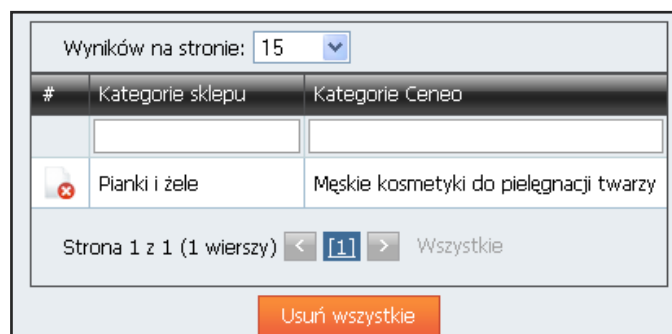 Wyników na stronie: 15
# Kategorie sklepu Kategorie Ceneo
Pianki i żele Męskie kosmetyki do pielęgnacji twarzy
Strona 1 z 1 (1 wierszy) < [1] > Wszystkie
Usuń wszystkie